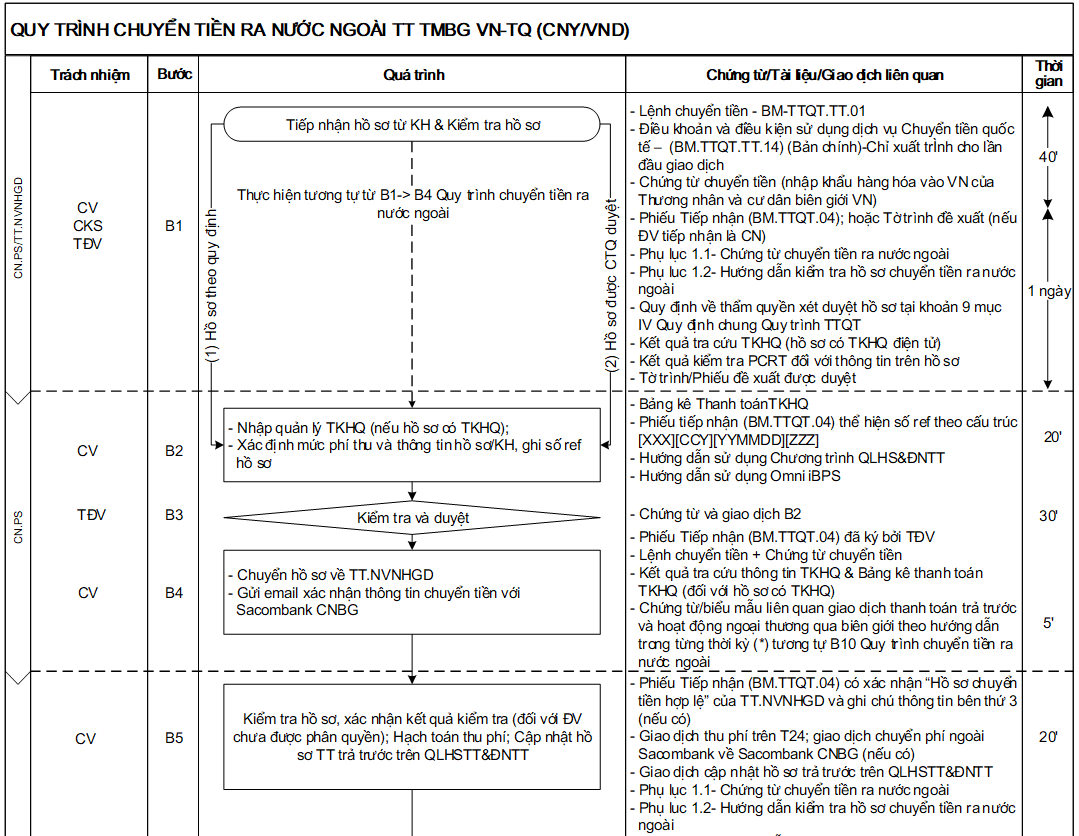 QUY TRÌNH CHUYỂN TIỀN RA NƯỚC NGOÀI TT TMBG VN-TQ (CNY/VND)
Trách nhiệm
Bước
Quá trình
Chứng từ/Tài liệu/Giao dịch liên quan
Thời
gian
CN.PS/TT.NVNHGD
CV
CKS
TĐV
B1
Tiếp nhận hồ sơ từ KH & Kiểm tra hồ sơ
Thực hiện tương tự từ B1-> B4 Quy trình chuyển tiền ra
nước ngoài
(1) Hồ sơ theo quy định
(2) Hồ sơ được CTQ duyệt
- Lệnh chuyển tiền - BM-TTQT.TT.01
- Điều khoản và điều kiện sử dụng dịch vụ Chuyển tiền quốc
tế – (BM.TTQT.TT.14) (Bản chính)-Chỉ xuất trình cho lần
đầu giao dịch
- Chứng từ chuyển tiền (nhập khẩu hàng hóa vào VN của
Thương nhân và cư dân biên giới VN)
- Phiếu Tiếp nhận (BM.TTQT.04); hoặc Tờ trình đề xuất (nếu
ĐV tiếp nhận là CN)
- Phụ lục 1.1- Chứng từ chuyển tiền ra nước ngoài
- Phụ lục 1.2- Hướng dẫn kiểm tra hồ sơ chuyển tiền ra nước
ngoài
- Quy định về thẩm quyền xét duyệt hồ sơ tại khoản 9 mục
IV Quy định chung Quy trình TTQT
- Kết quả tra cứu TKHQ (hồ sơ có TKHQ điện tử)
- Kết quả kiểm tra PCRT đối với thông tin trên hồ sơ
- Tờ trình/Phiếu đề xuất được duyệt
40'
1 ngày
CN.PS
CV
B2
- Nhập quản lý TKHQ (nếu hồ sơ có TKHQ);
- Xác định mức phí thu và thông tin hồ sơ/KH, ghi số ref
hồ sơ
- Bảng kê Thanh toán TKHQ
- Phiếu tiếp nhận (BM.TTQT.04) thể hiện số ref theo cấu trúc
[XXX][CCY][YYMMDD][ZZZ]
- Hướng dẫn sử dụng Chương trình QLHS&ĐNTT
- Hướng dẫn sử dụng Omni iBPS
20'
TĐV
B3
Kiểm tra và duyệt
- Chứng từ và giao dịch B2
30'
CV
B4
- Chuyển hồ sơ về TT.NVNHGD
- Gửi email xác nhận thông tin chuyển tiền với
Sacombank CNBG
- Phiếu Tiếp nhận (BM.TTQT.04) đã ký bởi TĐV
- Lệnh chuyển tiền + Chứng từ chuyển tiền
- Kết quả tra cứu thông tin TKHQ & Bảng kê thanh toán
TKHQ (đối với hồ sơ có TKHQ)
- Chứng từ/biểu mẫu liên quan giao dịch thanh toán trả trước
và hoạt động ngoại thương qua biên giới theo hướng dẫn
trong từng thời kỳ (*) tương tự B10 Quy trình chuyển tiền ra
nước ngoài
5'
CV
B5
Kiểm tra hồ sơ, xác nhận kết quả kiểm tra (đối với ĐV
chưa được phân quyền); Hạch toán thu phí; Cập nhật hồ
sơ TT trả trước trên QLHSTT&ĐNTT
- Phiếu Tiếp nhận (BM.TTQT.04) có xác nhận “Hồ sơ chuyển
tiền hợp lệ” của TT.NVNHGD và ghi chú thông tin bên thứ 3
(nếu có)
- Giao dịch thu phí trên T24; giao dịch chuyển phí ngoài
Sacombank về Sacombank CNBG (nếu có)
- Giao dịch cập nhật hồ sơ trả trước trên QLHSTT&ĐNTT
- Phụ lục 1.1- Chứng từ chuyển tiền ra nước ngoài
- Phụ lục 1.2- Hướng dẫn kiểm tra hồ sơ chuyển tiền ra nước
ngoài
20'